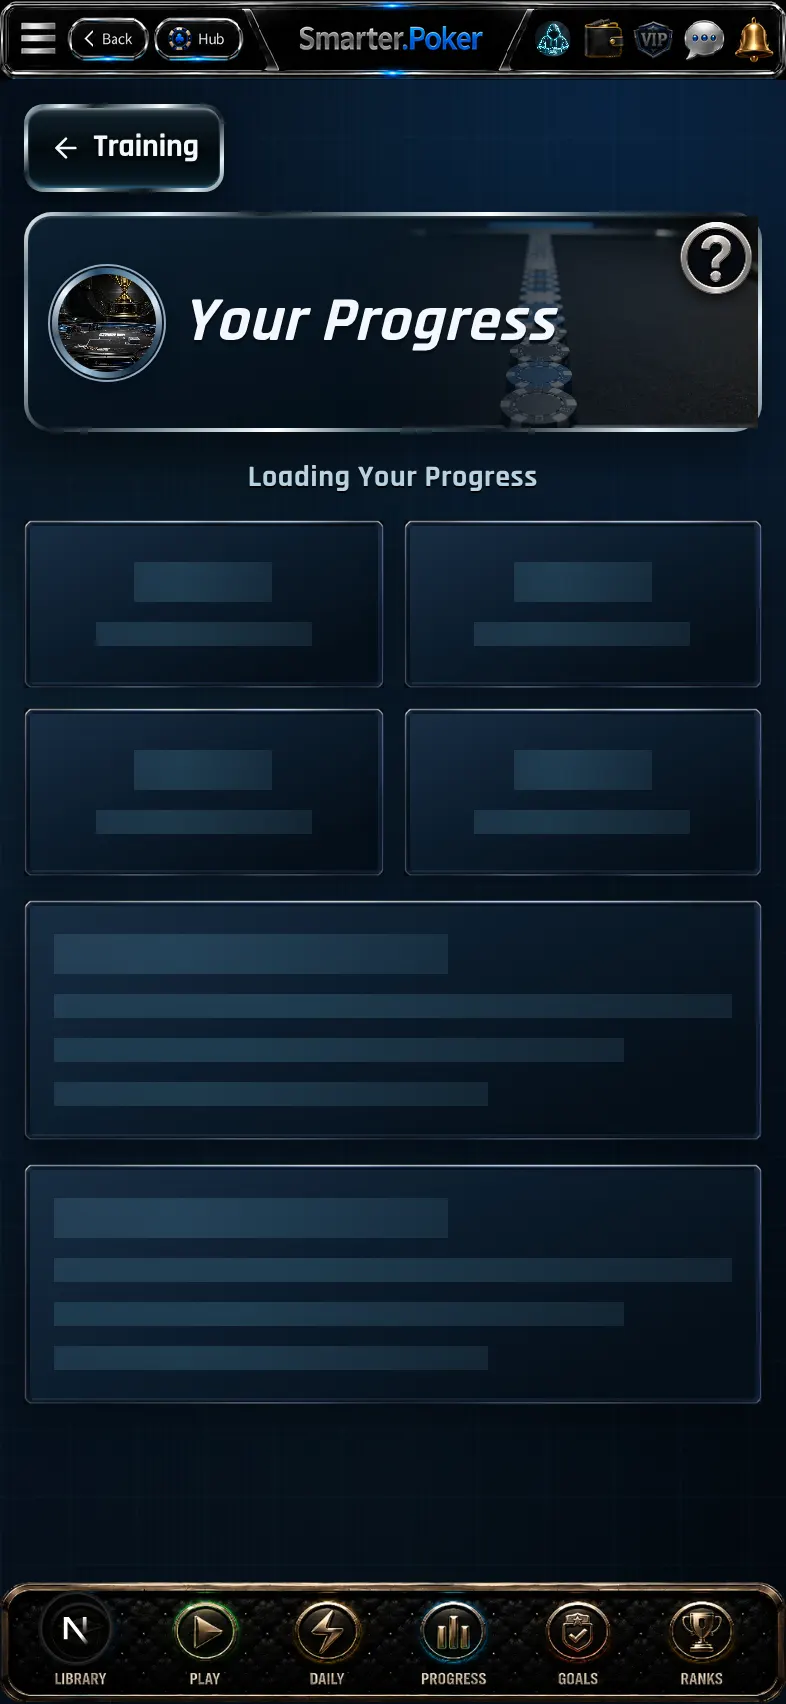 Back
Hub
Smarter.Poker
VIP
Training
?
Your Progress
Loading Your Progress
N
LIBRARY
PLAY
DAILY
PROGRESS
GOALS
RANKS